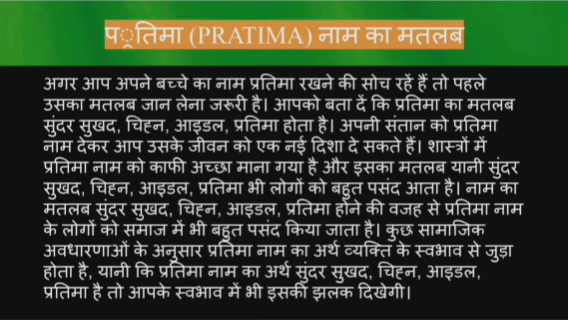 प्रतिमा (PRATIMA) नाम का मतलब
अगर आप अपने बच्चे का नाम प्रतिमा रखने की सोच रहें हैं तो पहले
उसका मतलब जान लेना जरूरी है। आपको बता दें कि प्रतिमा का मतलब
सुंदर सुखद, चिह्न, आइडल, प्रतिमा होता है। अपनी संतान को प्रतिमा
नाम देकर आप उसके जीवन को एक नई दिशा दे सकते हैं। शास्त्रों में
प्रतिमा नाम को काफी अच्छा माना गया है और इसका मतलब यानी सुंदर
सुखद, चिह्न, आइडल, प्रतिमा भी लोगों को बहुत पसंद आता है। नाम का
मतलब सुंदर सुखद, चिह्न, आइडल, प्रतिमा होने की वजह से प्रतिमा नाम
के लोगों को समाज में भी बहुत पसंद किया जाता है। कुछ सामाजिक
अवधारणाओं के अनुसार प्रतिमा नाम का अर्थ व्यक्ति के स्वभाव से जुड़ा
होता है, यानी कि प्रतिमा नाम का अर्थ सुंदर सुखद, चिह्न, आइडल,
प्रतिमा है तो आपके स्वभाव में भी इसकी झलक दिखेगी।